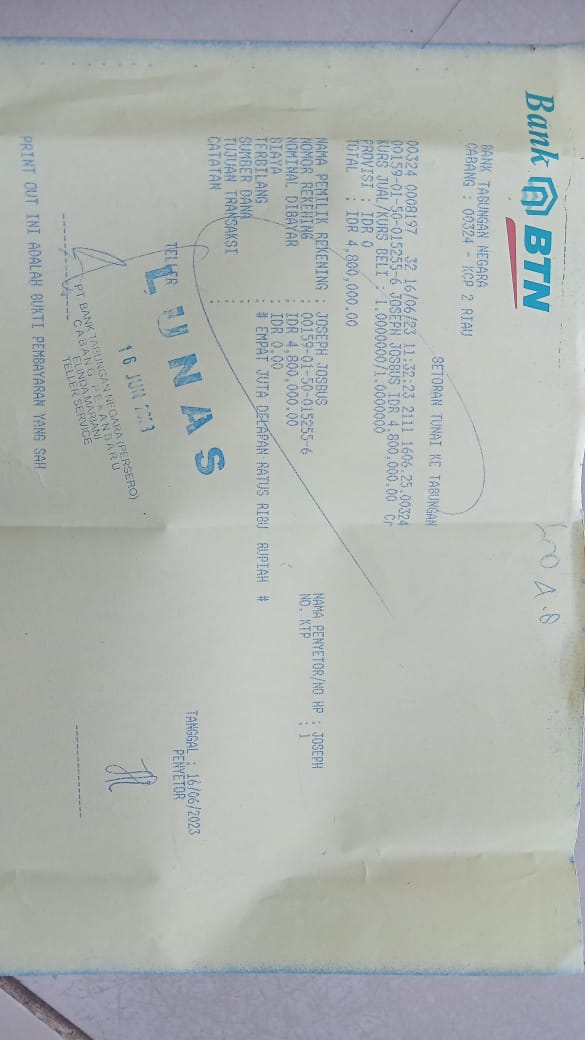 Bank BTN
BANK TABUNGAN NEGARA
CABANG : 00324 - KCP 2 RIAU
SETORAN TUNAI KE TABUNGAN
00324 0008197 32 16/06/23 11:32:23 2111 1606.25.00324
00159-01-50-015255-6 JOSEPH JOSBUS IDR 4,800,000.00 Cr
KURS JUAL/KURS BELI : 1.0000000/1.0000000
PROVISI : IDR 0
TOTAL : IDR 4,800,000.00
NAMA PEMILIK REKENING : JOSEPH JOSBUS NAMA PENYETOR/NO HP : JOSEPH
NOMOR REKENING : 00159-01-50-015255-6 NO. KTP : 1
NOMINAL DIBAYAR : IDR 4,800,000.00
BIAYA : IDR 0.00
TERBILANG : # EMPAT JUTA DELAPAN RATUS RIBU RUPIAH #
SUMBER DANA :
TUJUAN TRANSAKSI :
CATATAN :
TANGGAL : 16/06/2023
TELLER PENYETOR
LUNAS
16 JUN 2023
PT BANK TABUNGAN NEGARA (PERSERO)
CABANG PEKANBARU
ELINDA MARIANI
TELLER SERVICE
PRINT OUT INI ADALAH BUKTI PEMBAYARAN YANG SAH